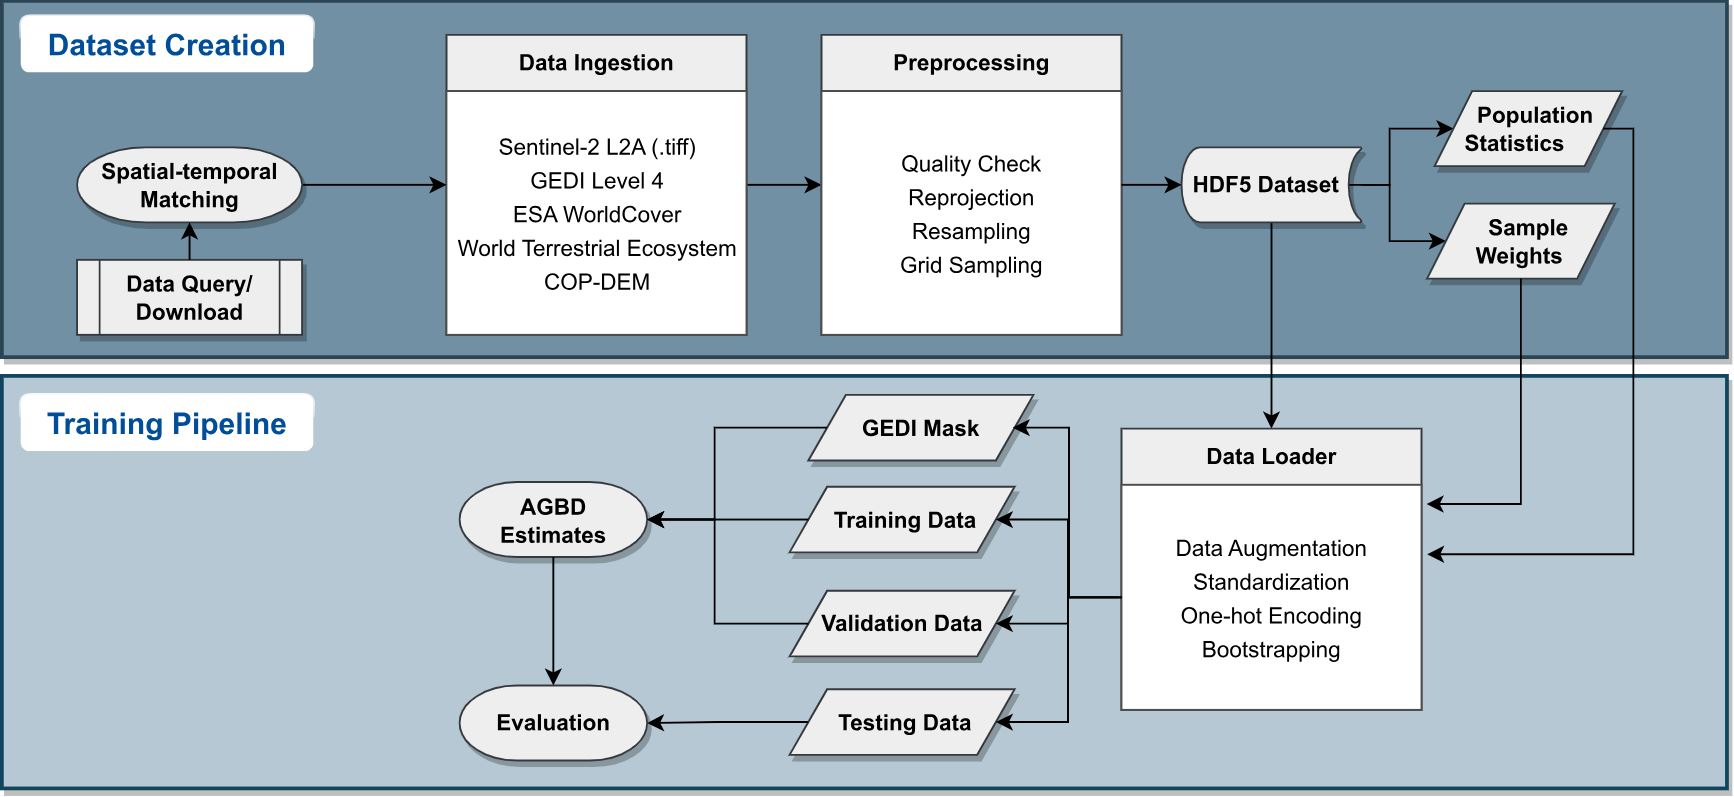 Dataset Creation
Data Query/
Download
Spatial-temporal
Matching
Data Ingestion
Sentinel-2 L2A (.tiff)
GEDI Level 4
ESA WorldCover
World Terrestrial Ecosystem
COP-DEM
Preprocessing
Quality Check
Reprojection
Resampling
Grid Sampling
HDF5 Dataset
Population
Statistics
Sample
Weights
Training Pipeline
Data Loader
Data Augmentation
Standardization
One-hot Encoding
Bootstrapping
GEDI Mask
Training Data
Validation Data
Testing Data
AGBD
Estimates
Evaluation